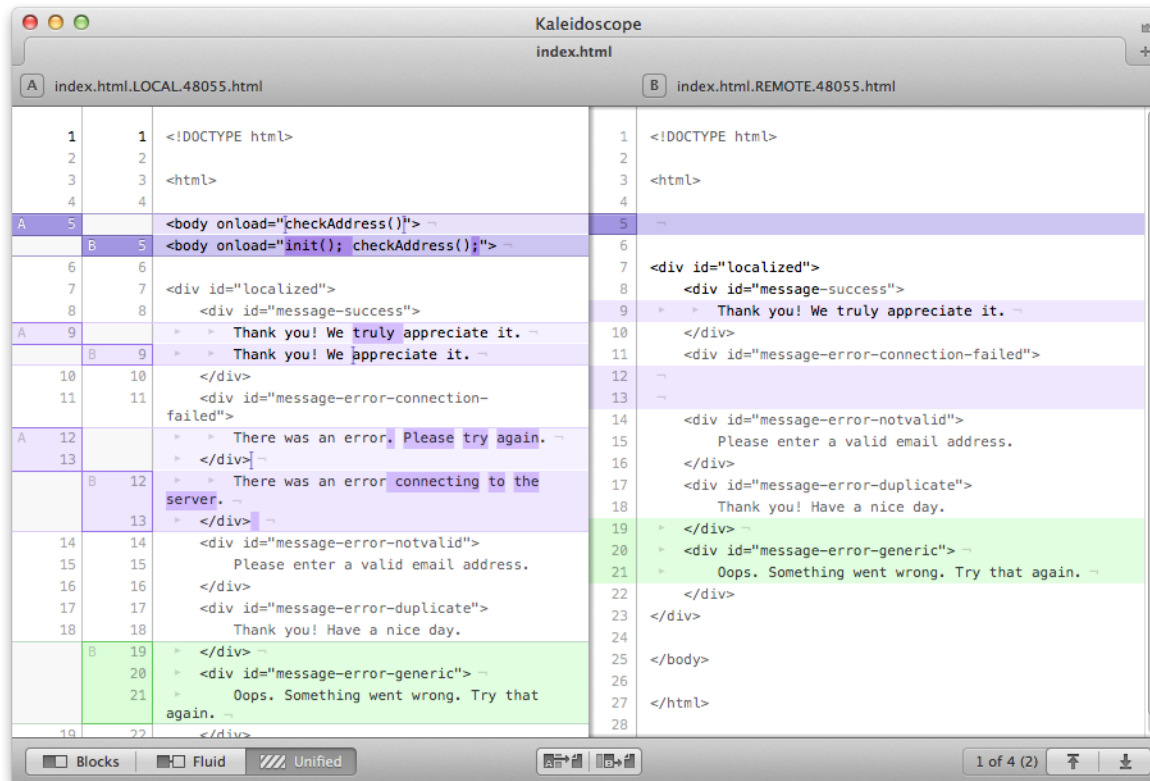 Kaleidoscope
index.html
A index.html.LOCAL.48055.html
B index.html.REMOTE.48055.html
1 1 <!DOCTYPE html>
2 2
3 3 <html>
4 4
A 5 <body onload="checkAddress()"> ¬
B 5 <body onload="init(); checkAddress();"> ¬
6 6
7 7 <div id="localized">
8 8 <div id="message-success">
A 9 Thank you! We truly appreciate it. ¬
B 9 Thank you! We appreciate it. ¬
10 10 </div>
11 11 <div id="message-error-connection-
failed">
A 12 There was an error. Please try again. ¬
13 </div> ¬
B 12 There was an error connecting to the
server. ¬
13 </div> ¬
14 14 <div id="message-error-notvalid">
15 15 Please enter a valid email address.
16 16 </div>
17 17 <div id="message-error-duplicate">
18 18 Thank you! Have a nice day.
B 19 </div> ¬
20 <div id="message-error-generic"> ¬
21 Oops. Something went wrong. Try that
again. ¬
19 22 </div>
1 <!DOCTYPE html>
2
3 <html>
4
5 ¬
6
7 <div id="localized">
8 <div id="message-success">
9 Thank you! We truly appreciate it. ¬
10 </div>
11 <div id="message-error-connection-failed">
12 ¬
13 ¬
14 <div id="message-error-notvalid">
15 Please enter a valid email address.
16 </div>
17 <div id="message-error-duplicate">
18 Thank you! Have a nice day.
19 </div> ¬
20 <div id="message-error-generic"> ¬
21 Oops. Something went wrong. Try that again. ¬
22 </div>
23 </div>
24
25 </body>
26
27 </html>
28
Blocks Fluid Unified
A B
1 of 4 (2)